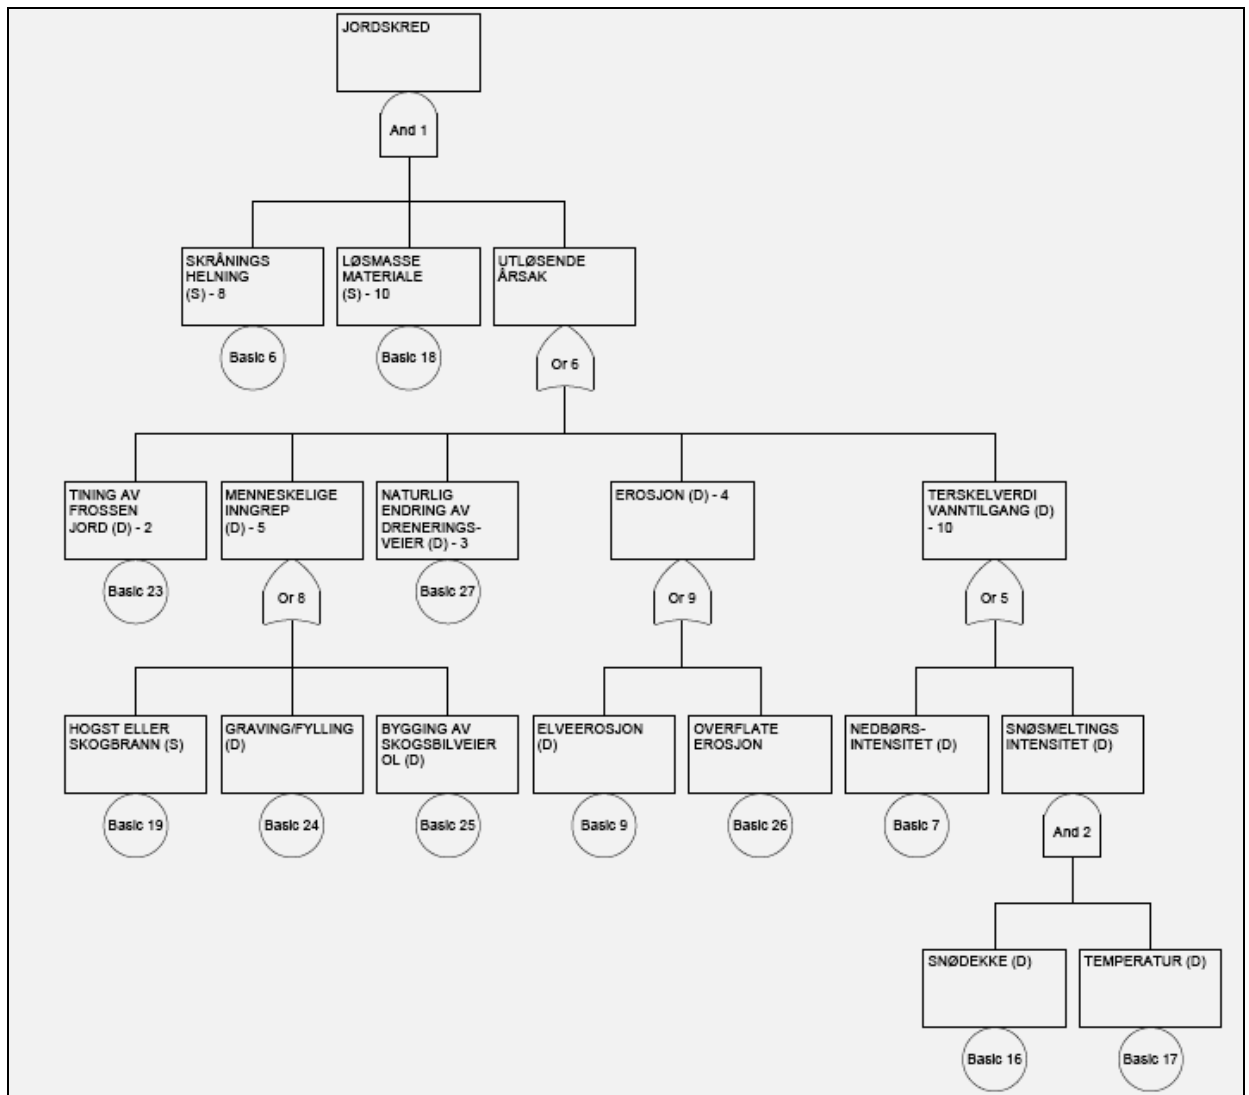 JORDSKRED
And 1
SKRÅNINGS
HELNING
(S) - 8
LØSMASSE
MATERIALE
(S) - 10
UTLØSENDE
ÅRSAK
Basic 6
Basic 18
Or 6
TINING AV
FROSSEN
JORD (D) - 2
MENNESKELIGE
INNGREP
(D) - 5
NATURLIG
ENDRING AV
DRENERINGS-
VEIER (D) - 3
EROSJON (D) - 4
TERSKELVERDI
VANNTILGANG (D)
- 10
Basic 23
Or 8
Basic 27
Or 9
Or 5
HOGST ELLER
SKOGBRANN (S)
GRAVING/FYLLING
(D)
BYGGING AV
SKOGSBILVEIER
OL (D)
ELVEEROSJON
(D)
OVERFLATE
EROSJON
NEDBØRS-
INTENSITET (D)
SNØSMELTINGS
INTENSITET (D)
Basic 19
Basic 24
Basic 25
Basic 9
Basic 26
Basic 7
And 2
SNØDEKKE (D)
TEMPERATUR (D)
Basic 16
Basic 17